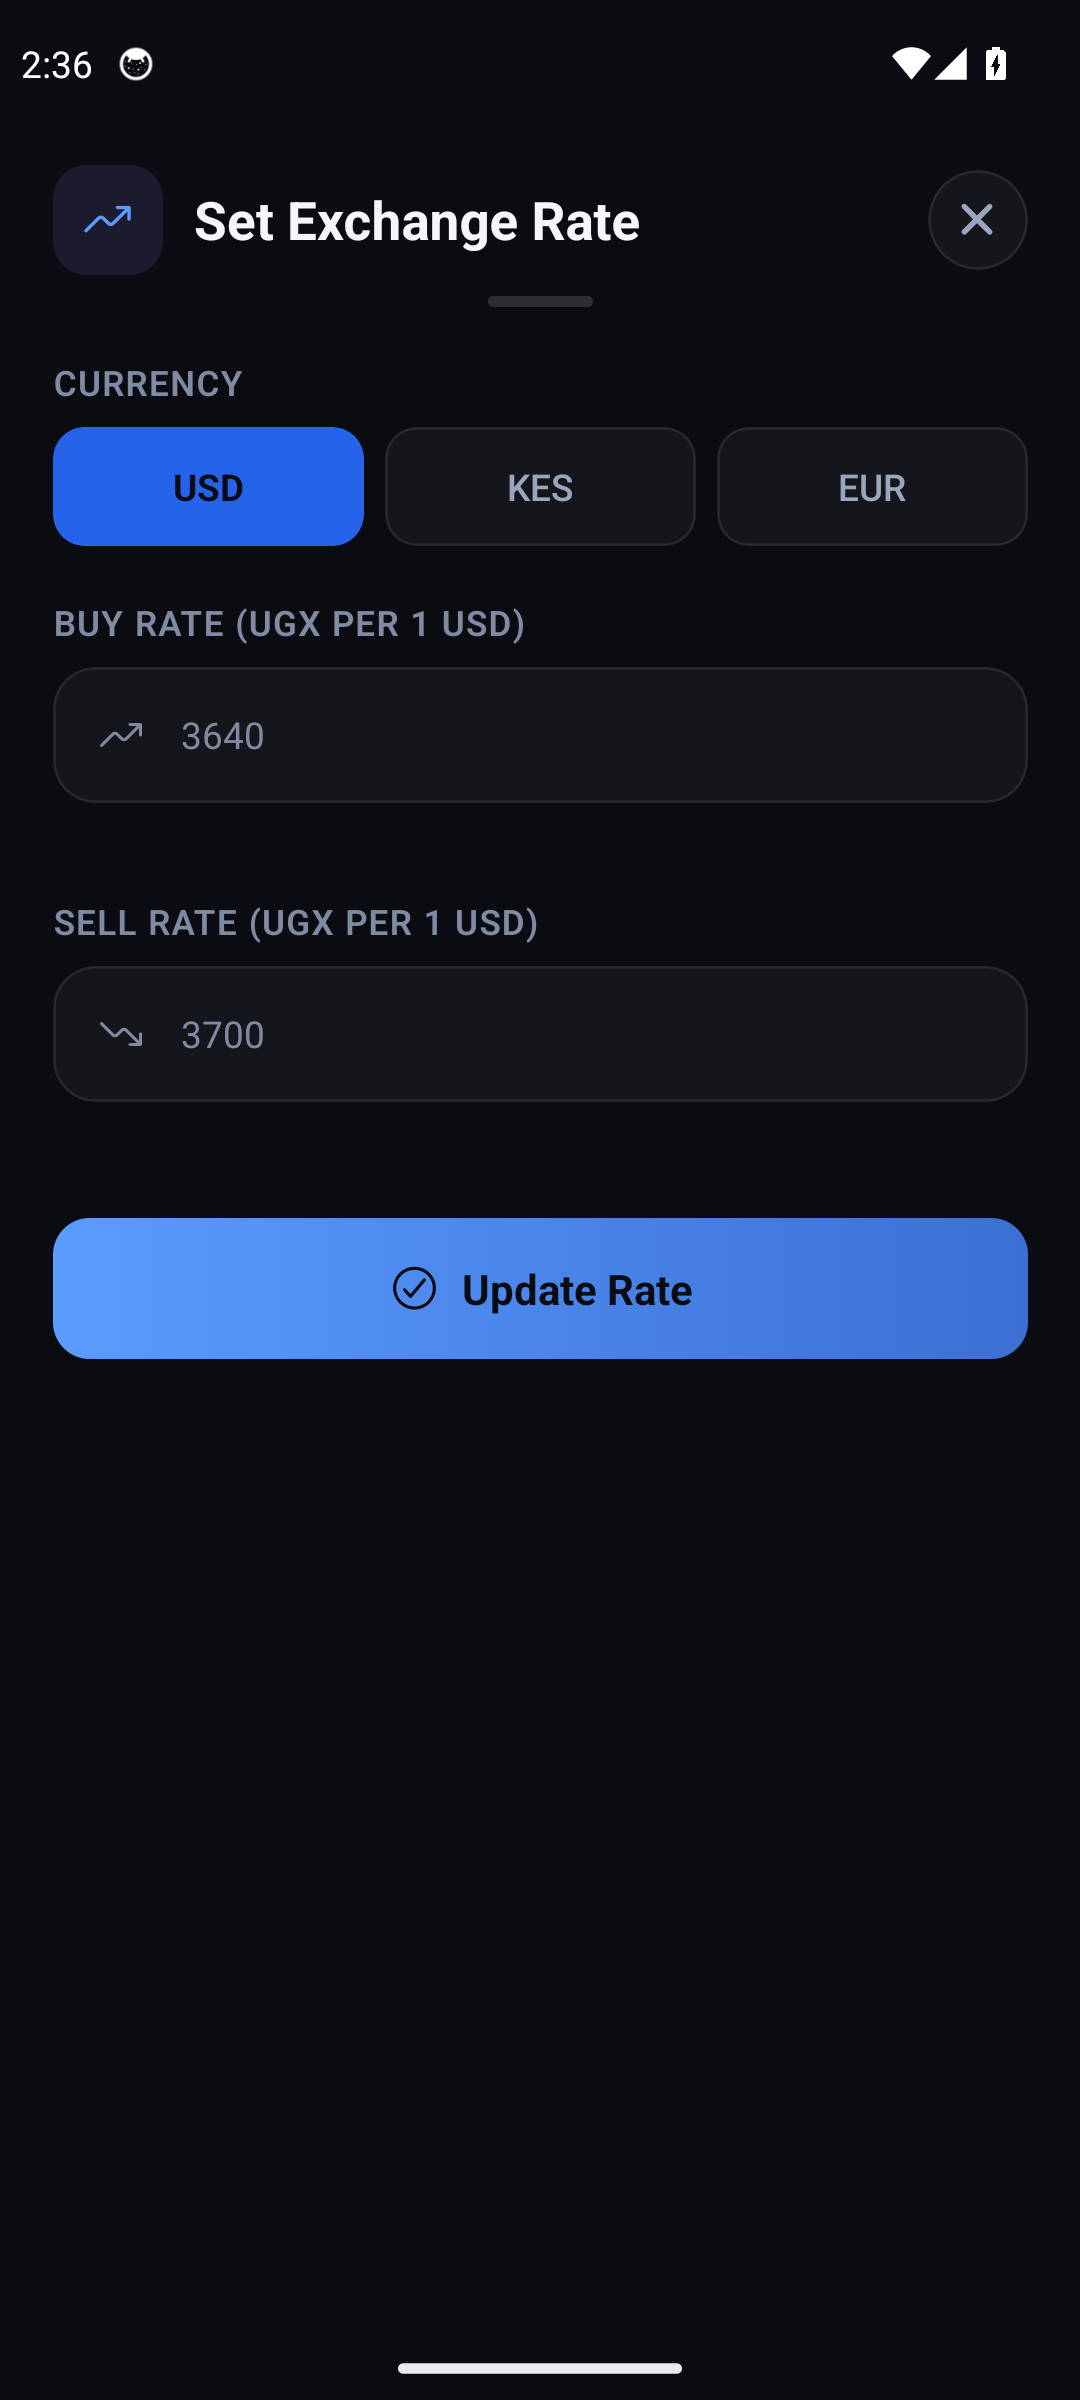 2:36
Set Exchange Rate
CURRENCY
USD
KES
EUR
BUY RATE (UGX PER 1 USD)
3640
SELL RATE (UGX PER 1 USD)
3700
Update Rate